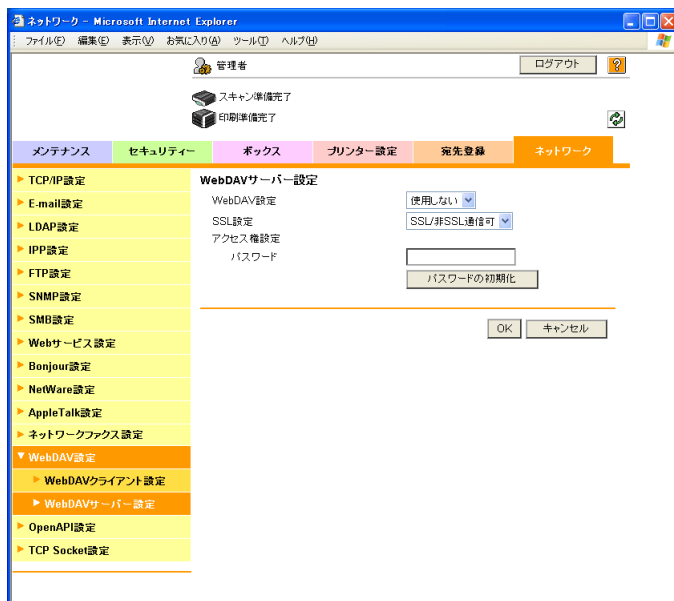 ネットワーク - Microsoft Internet Explorer
ファイル(F) 編集(E) 表示(V) お気に入り(A) ツール(T) ヘルプ(H)
管理者 ログアウト ?
スキャン準備完了
印刷準備完了
メンテナンス セキュリティー ボックス プリンター設定 宛先登録 ネットワーク
TCP/IP設定
E-mail設定
LDAP設定
IPP設定
FTP設定
SNMP設定
SMB設定
Webサービス設定
Bonjour設定
NetWare設定
AppleTalk設定
ネットワークファクス設定
WebDAV設定
WebDAVクライアント設定
WebDAVサーバー設定
OpenAPI設定
TCP Socket設定
WebDAVサーバー設定
WebDAV設定 使用しない
SSL設定 SSL/非SSL通信可
アクセス権設定
パスワード
パスワードの初期化
OK キャンセル